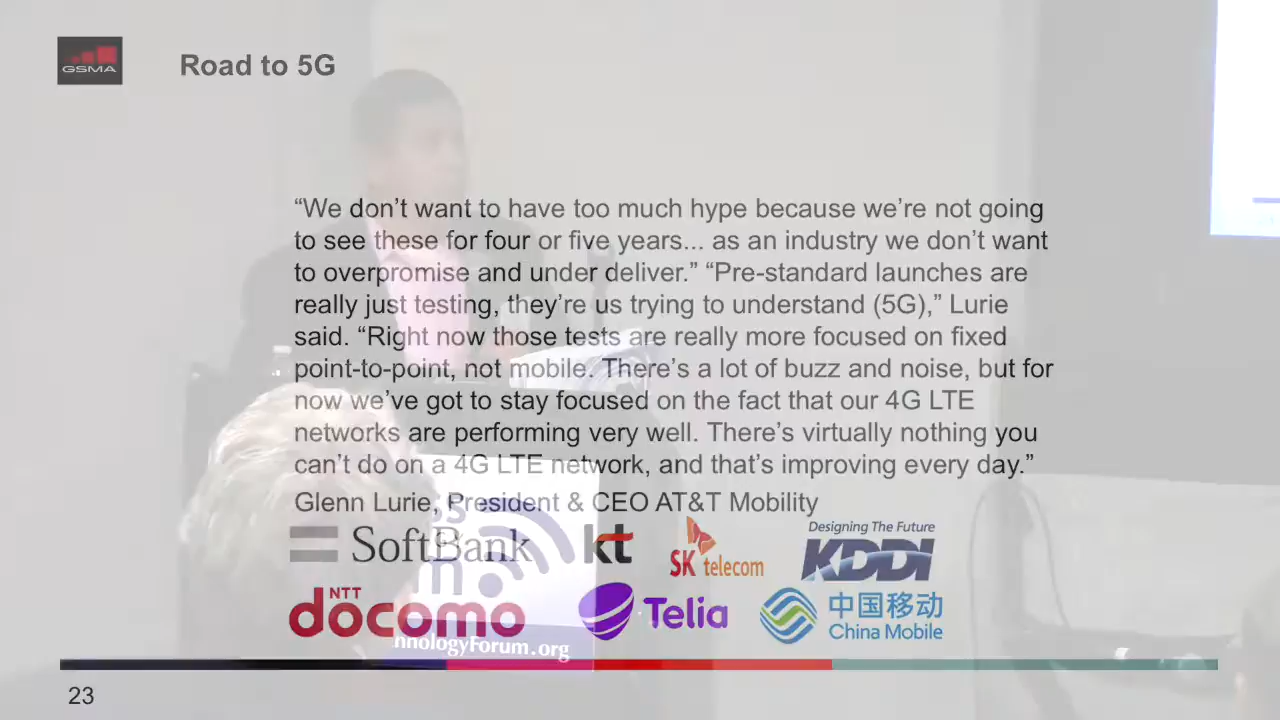 GSMA
Road to 5G
“We don’t want to have too much hype because we’re not going
to see these for four or five years... as an industry we don’t want
to overpromise and under deliver.” “Pre-standard launches are
really just testing, they’re us trying to understand (5G),” Lurie
said. “Right now those tests are really more focused on fixed
point-to-point, not mobile. There’s a lot of buzz and noise, but for
now we’ve got to stay focused on the fact that our 4G LTE
networks are performing very well. There’s virtually nothing you
can’t do on a 4G LTE network, and that’s improving every day.”
Glenn Lurie, President & CEO AT&T Mobility
SoftBank
kt
SK telecom
Designing The Future
KDDI
NTT
docomo
Telia
中国移动
China Mobile
hnologyForum.org
23